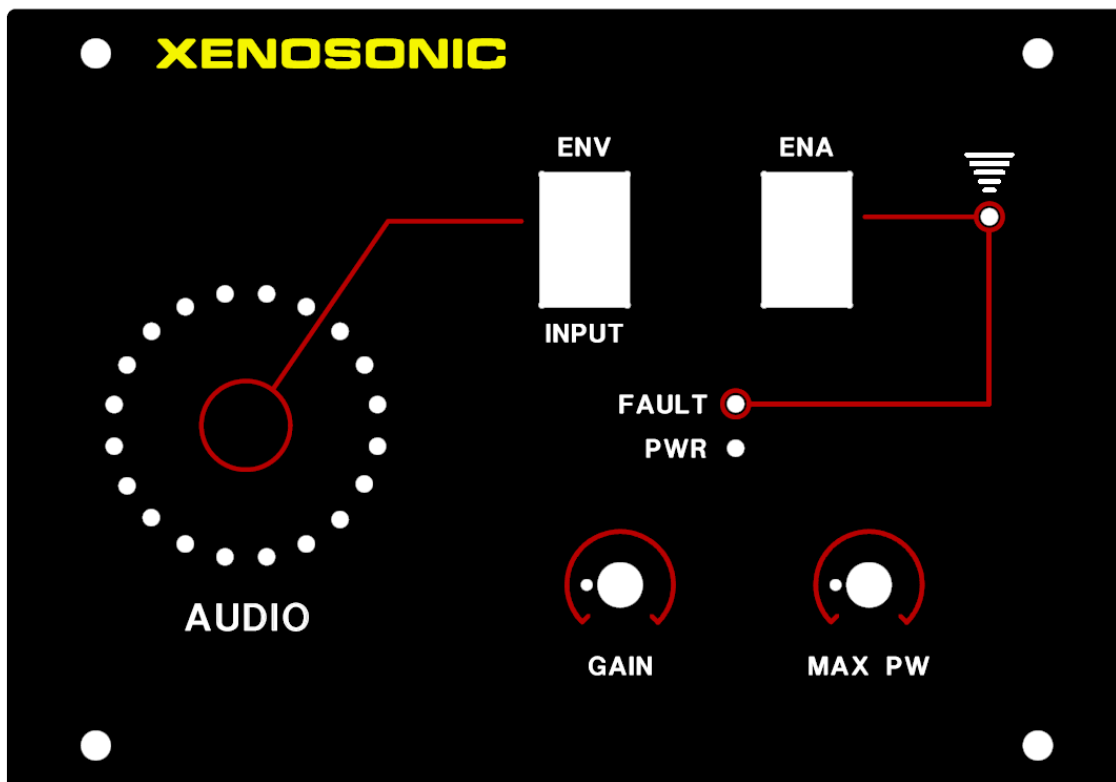 XENOSONIC
ENV
ENA
INPUT
FAULT
PWR
AUDIO
GAIN
MAX PW